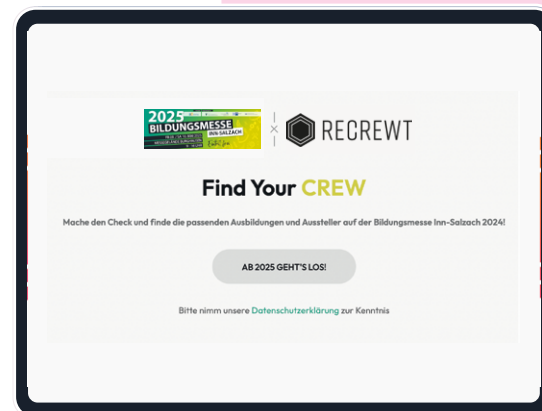 2025
BILDUNGSMESSE
INN-SALZACH
× RECREWT
Find Your CREW
Mache den Check und finde die passenden Ausbildungen und Aussteller auf der Bildungsmesse Inn-Salzach 2024!
AB 2025 GEHT'S LOS!
Bitte nimm unsere Datenschutzerklärung zur Kenntnis